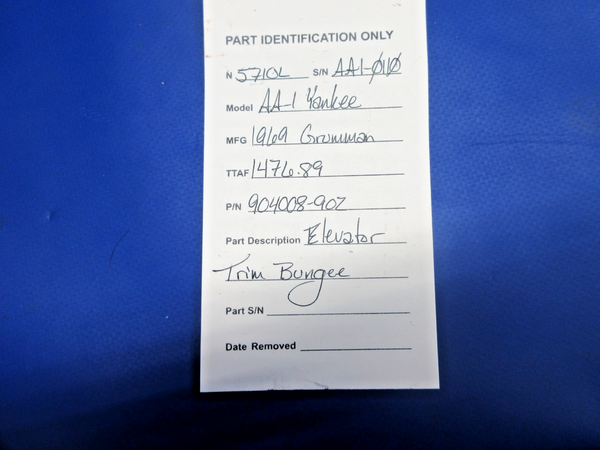 PART IDENTIFICATION ONLY
N 5710L S/N AA1-0110
Model AA-1 Yankee
MFG 1969 Grumman
TTAF 1476.89
P/N 904008-902
Part Description Elevator
Trim Bungee
Part S/N
Date Removed